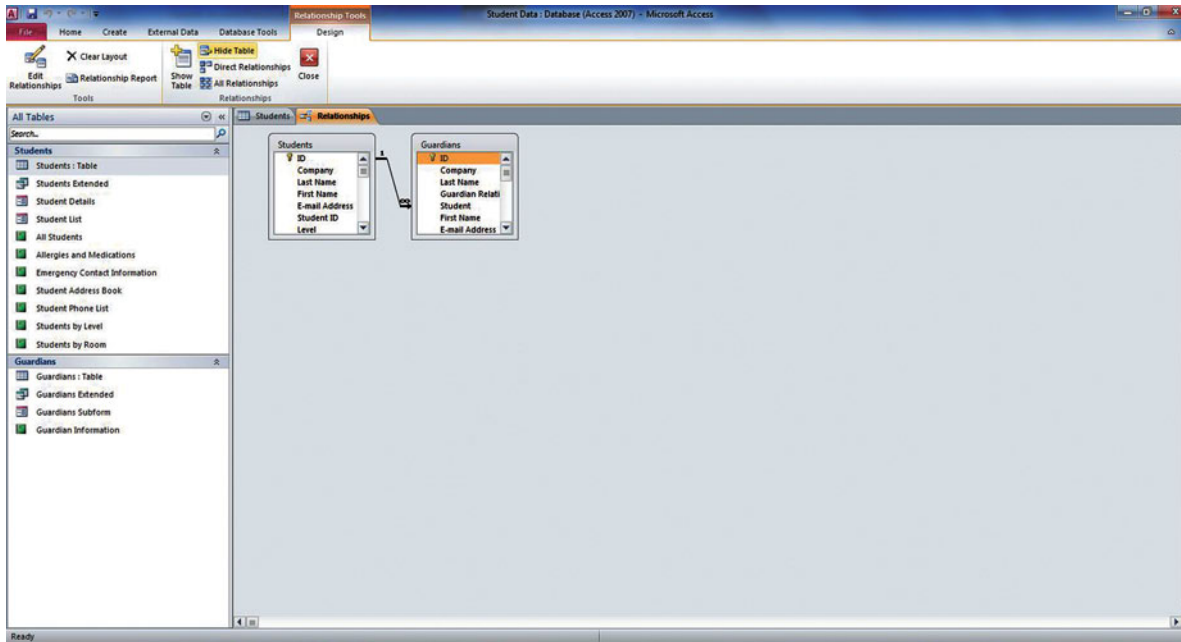 Relationship Tools
Student Data : Database (Access 2007) - Microsoft Access
File Home Create External Data Database Tools Design
Edit Relationships
Clear Layout
Relationship Report
Tools
Show Table
Hide Table
Direct Relationships
All Relationships
Relationships
Close
All Tables
Search...
Students
Students : Table
Students Extended
Student Details
Student List
All Students
Allergies and Medications
Emergency Contact Information
Student Address Book
Student Phone List
Students by Level
Students by Room
Guardians
Guardians : Table
Guardians Extended
Guardians Subform
Guardian Information
Students Relationships
Students
ID
Company
Last Name
First Name
E-mail Address
Student ID
Level
1
∞
Guardians
ID
Company
Last Name
Guardian Relati
Student
First Name
E-mail Address
Ready